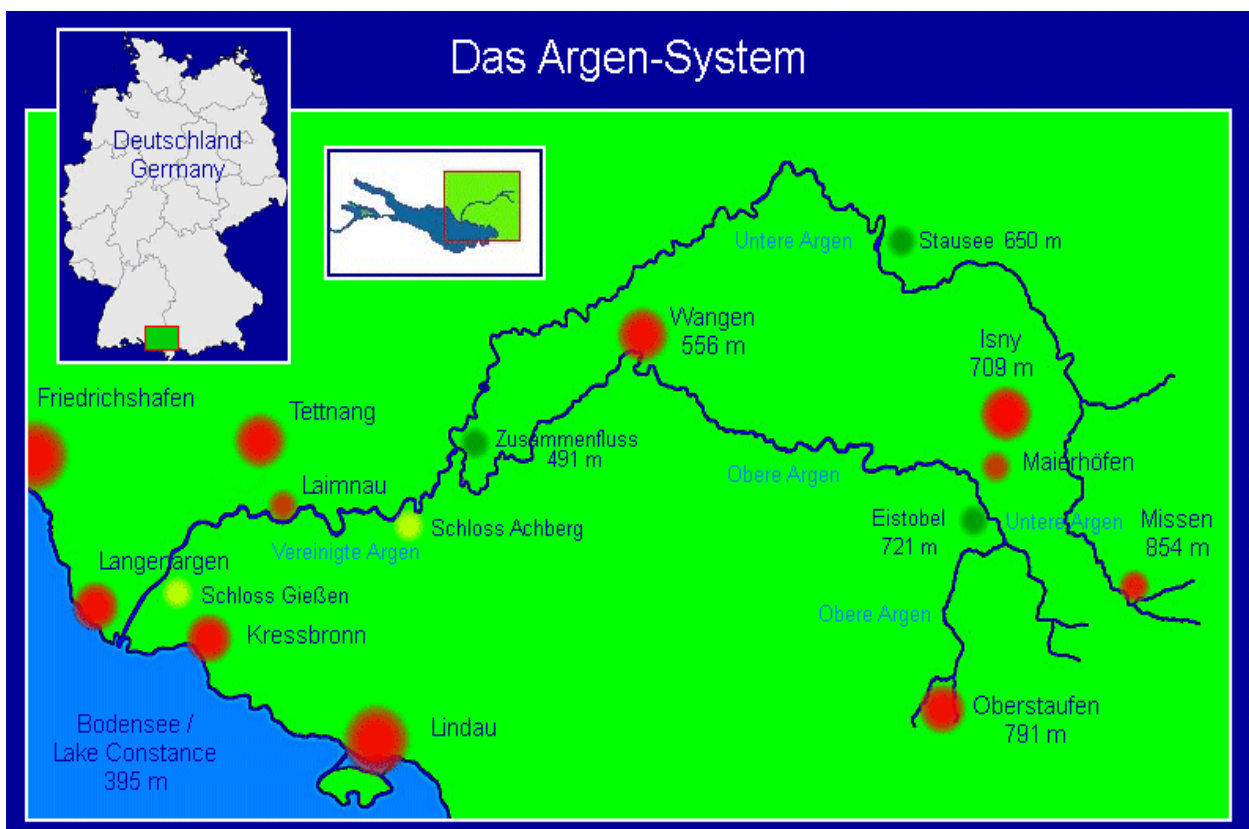 Das Argen-System
Deutschland
Germany
Untere Argen
Stausee 650 m
Wangen
556 m
Isny
709 m
Friedrichshafen
Tettnang
Zusammenfluss
491 m
Obere Argen
Maierhöfen
Laimnau
Schloss Achberg
Eistobel
721 m
Untere Argen
Missen
854 m
Vereinigte Argen
Langenargen
Schloss Gießen
Obere Argen
Kressbronn
Oberstaufen
791 m
Bodensee /
Lake Constance
395 m
Lindau